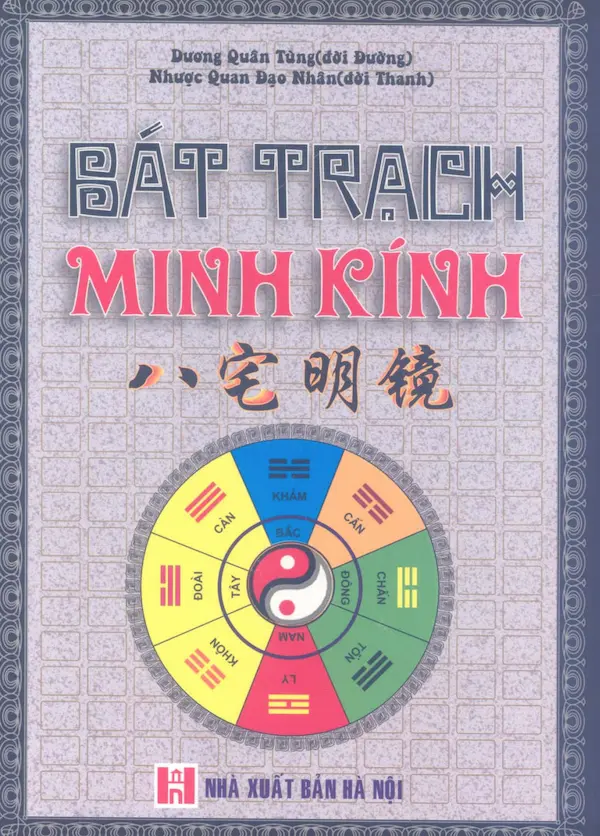 Dương Quân Tùng(đời Đường)
Nhược Quan Đạo Nhân(đời Thanh)
BÁT TRẠCH
MINH KÍNH
八宅明镜
KHẢM
CẤN
CHẤN
TỐN
LY
KHÔN
ĐOÀI
CÀN
BẮC
ĐÔNG
NAM
TÂY
NHÀ XUẤT BẢN HÀ NỘI